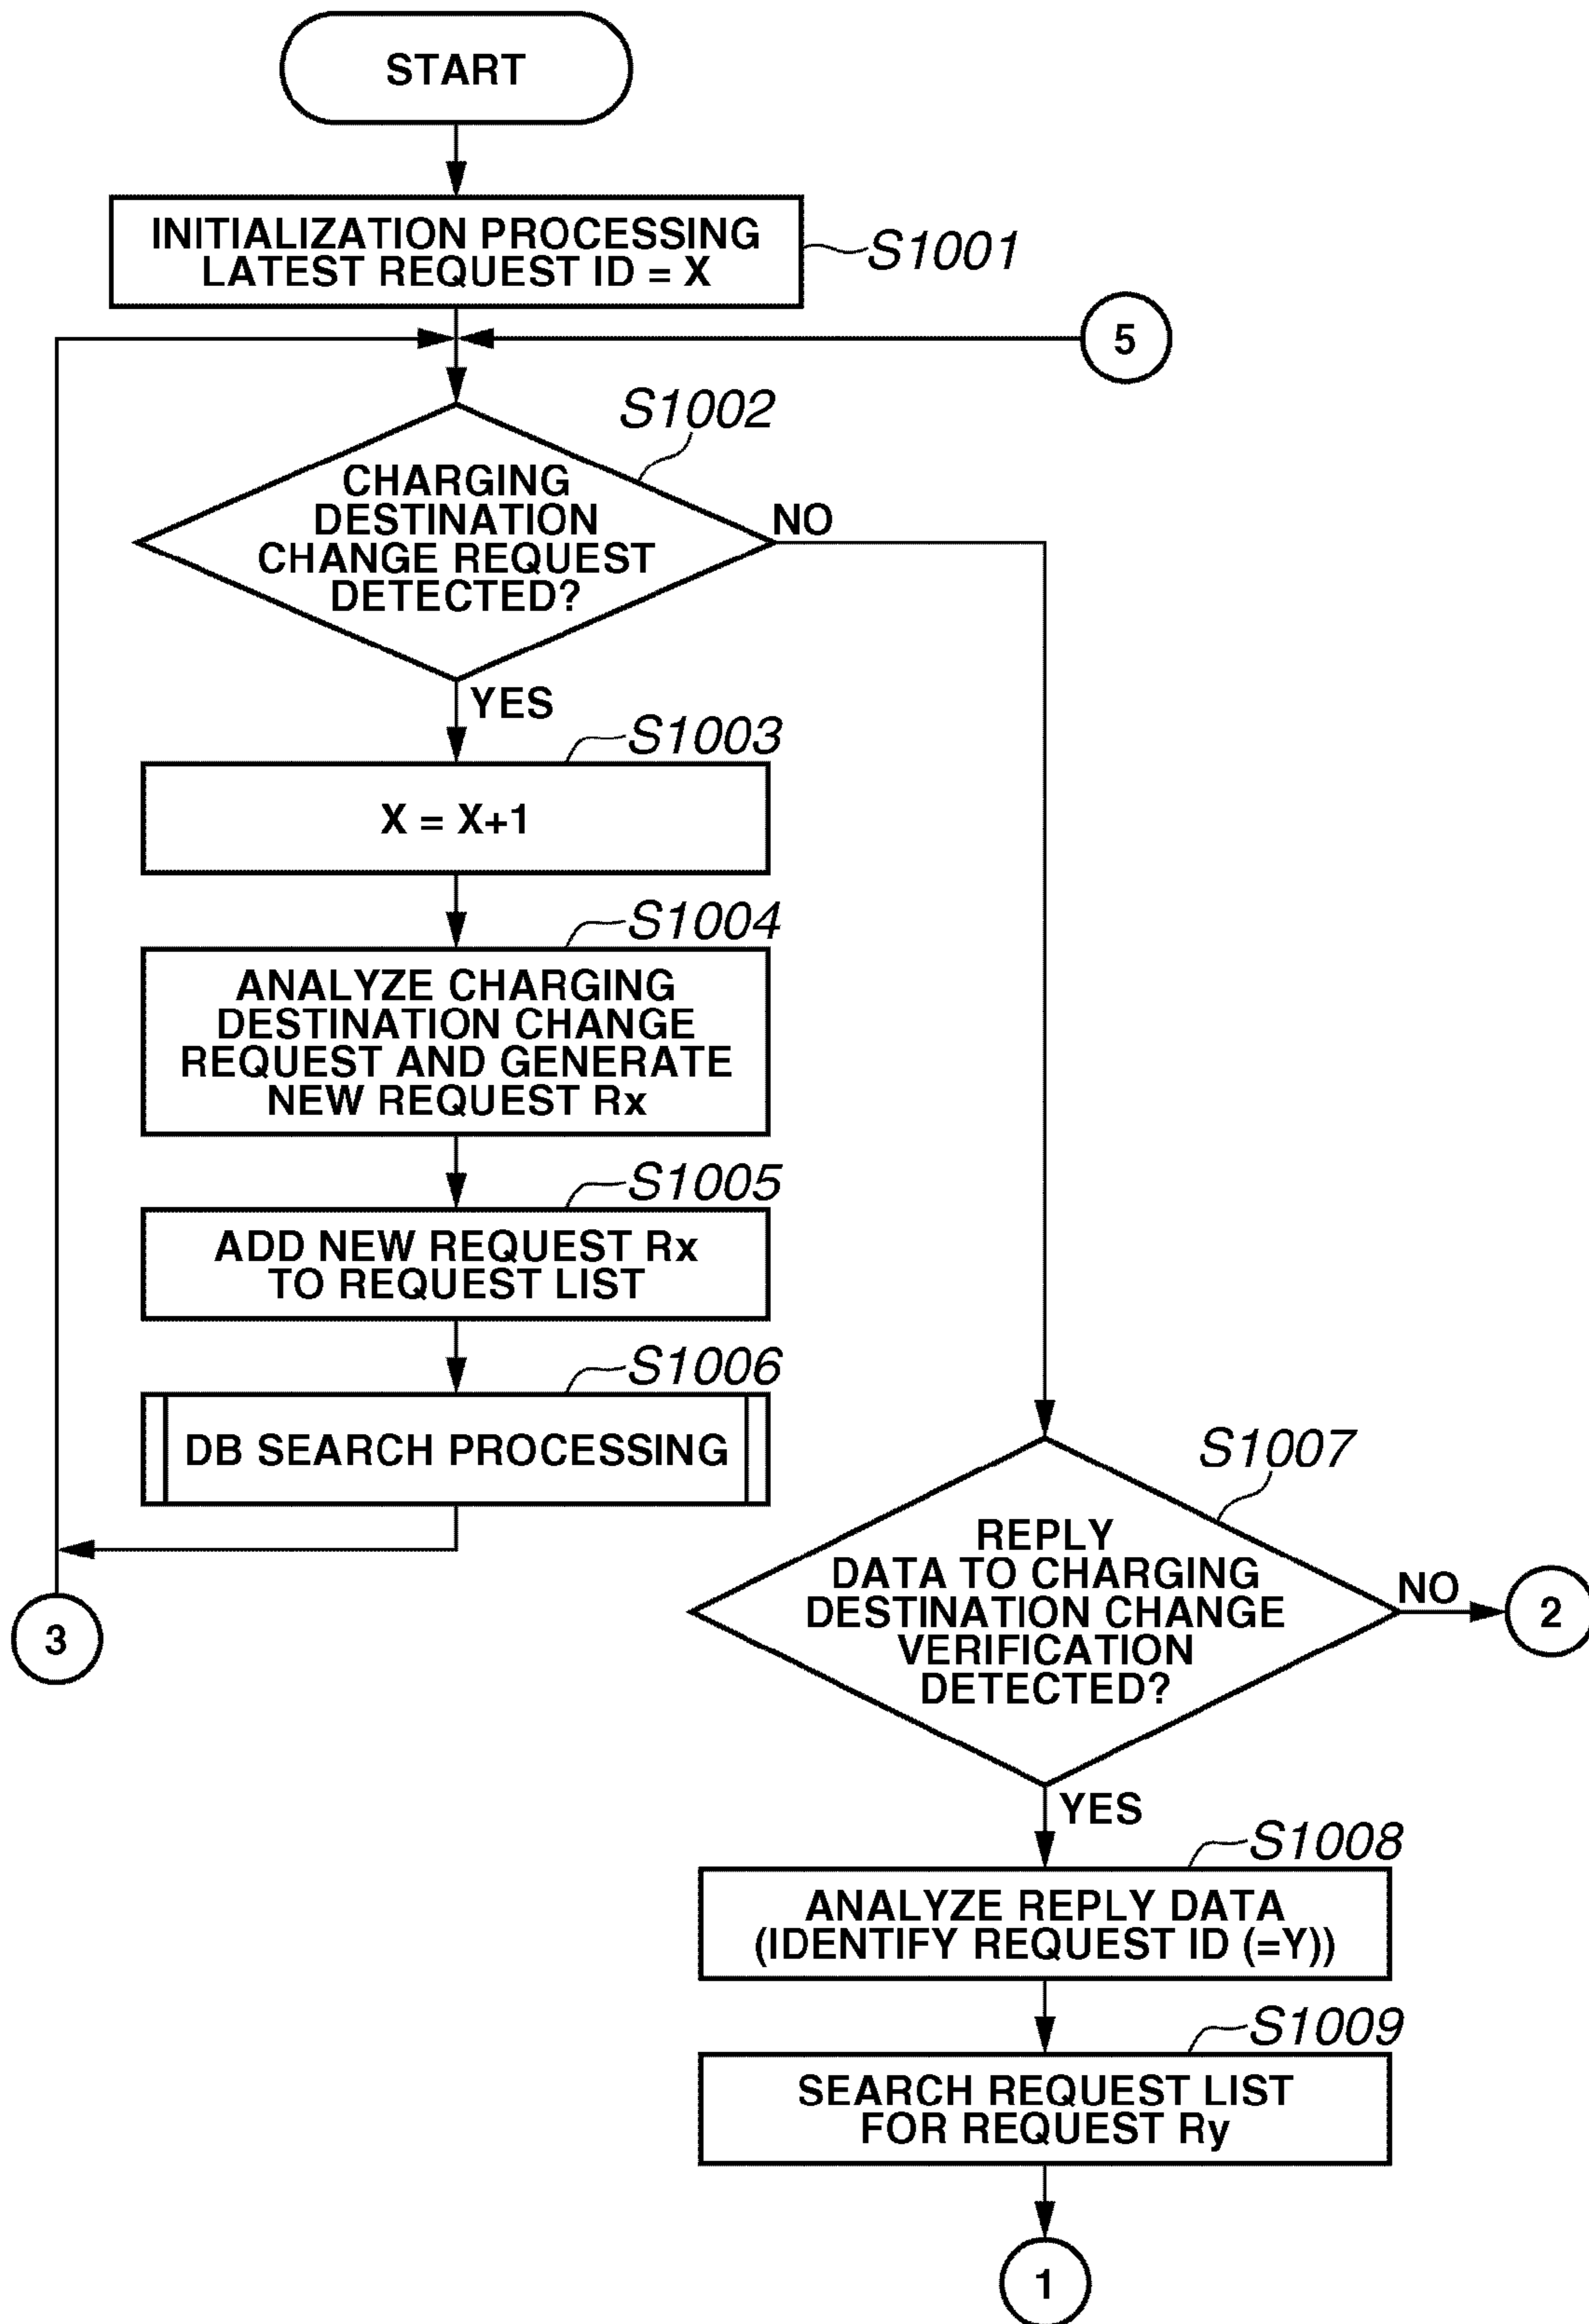 START
INITIALIZATION PROCESSING
LATEST REQUEST ID = X
S1001
5
S1002
CHARGING
DESTINATION
CHANGE REQUEST
DETECTED?
NO
YES
S1003
X = X+1
S1004
ANALYZE CHARGING
DESTINATION CHANGE
REQUEST AND GENERATE
NEW REQUEST Rx
S1005
ADD NEW REQUEST Rx
TO REQUEST LIST
S1006
DB SEARCH PROCESSING
3
S1007
REPLY
DATA TO CHARGING
DESTINATION CHANGE
VERIFICATION
DETECTED?
NO
2
YES
S1008
ANALYZE REPLY DATA
(IDENTIFY REQUEST ID (=Y))
S1009
SEARCH REQUEST LIST
FOR REQUEST Ry
1